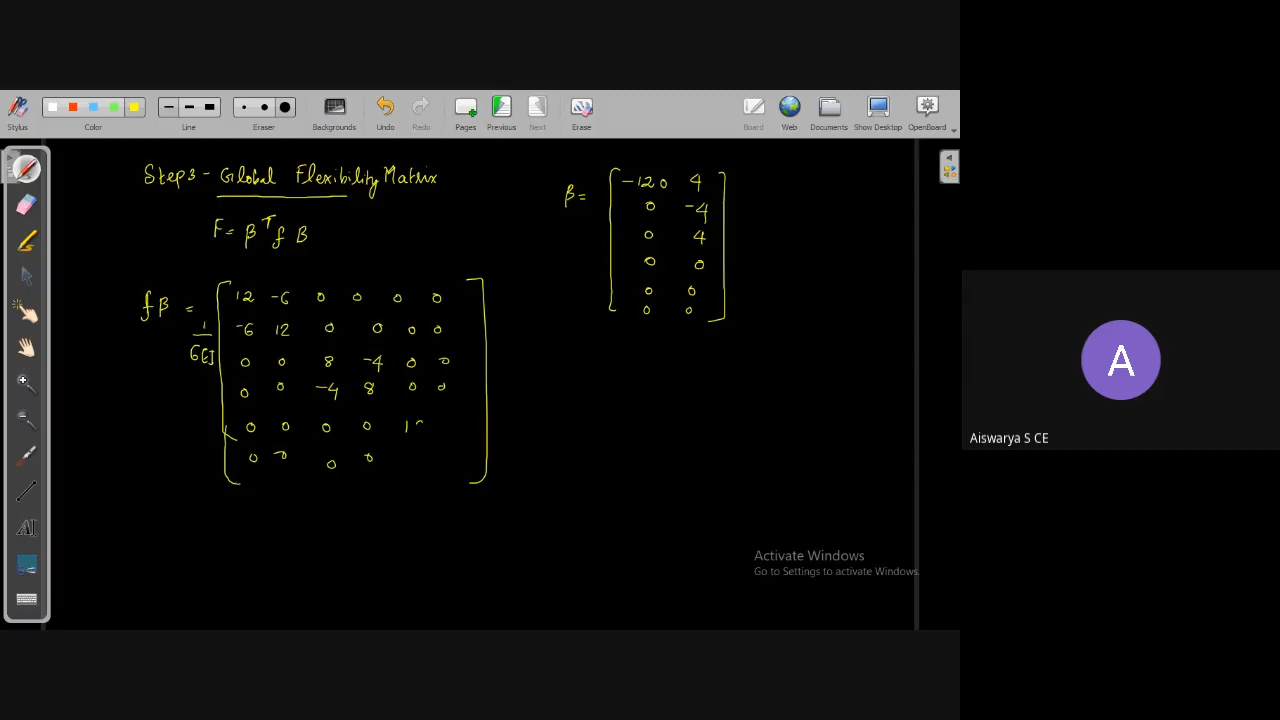 Stylus Color Line Eraser Backgrounds Undo Redo Pages Previous Next Erase Board Web Documents Show Desktop OpenBoard
Step 3 - Global Flexibility Matrix
F = β^T f B
β =
-120 4
0 -4
0 4
0 0
0 0
0 0
fβ = 1/6EI
12 -6 0 0 0 0
-6 12 0 0 0 0
0 0 8 -4 0 0
0 0 -4 8 0 0
0 0 0 0 1
0 0 0 0
A
Aiswarya S CE
Activate Windows
Go to Settings to activate Windows.